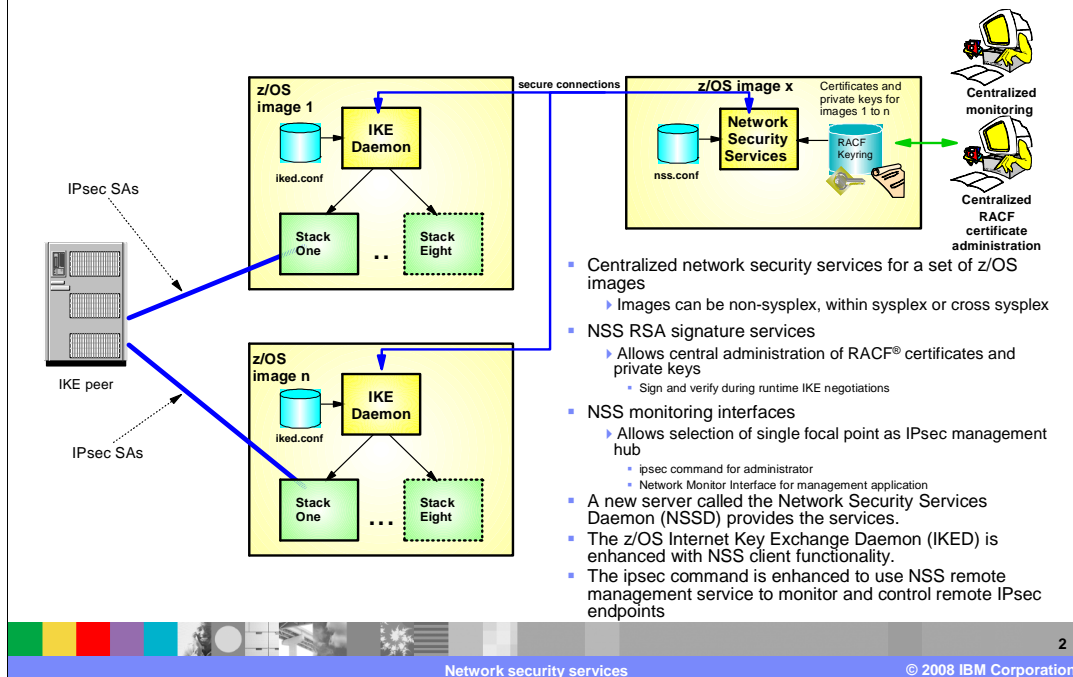 z/OS
image 1
IKE
Daemon
iked.conf
Stack
One
..
Stack
Eight
secure connections
z/OS image x
Certificates and
private keys for
images 1 to n
Network
Security
Services
RACF
Keyring
nss.conf
Centralized
monitoring
Centralized
RACF
certificate
administration
IPsec SAs
IKE peer
IPsec SAs
z/OS
image n
IKE
Daemon
iked.conf
Stack
One
...
Stack
Eight
Centralized network security services for a set of z/OS
images
Images can be non-sysplex, within sysplex or cross sysplex
NSS RSA signature services
Allows central administration of RACF® certificates and
private keys
Sign and verify during runtime IKE negotiations
NSS monitoring interfaces
Allows selection of single focal point as IPsec management
hub
ipsec command for administrator
Network Monitor Interface for management application
A new server called the Network Security Services
Daemon (NSSD) provides the services.
The z/OS Internet Key Exchange Daemon (IKED) is
enhanced with NSS client functionality.
The ipsec command is enhanced to use NSS remote
management service to monitor and control remote IPsec
endpoints
2
Network security services
© 2008 IBM Corporation